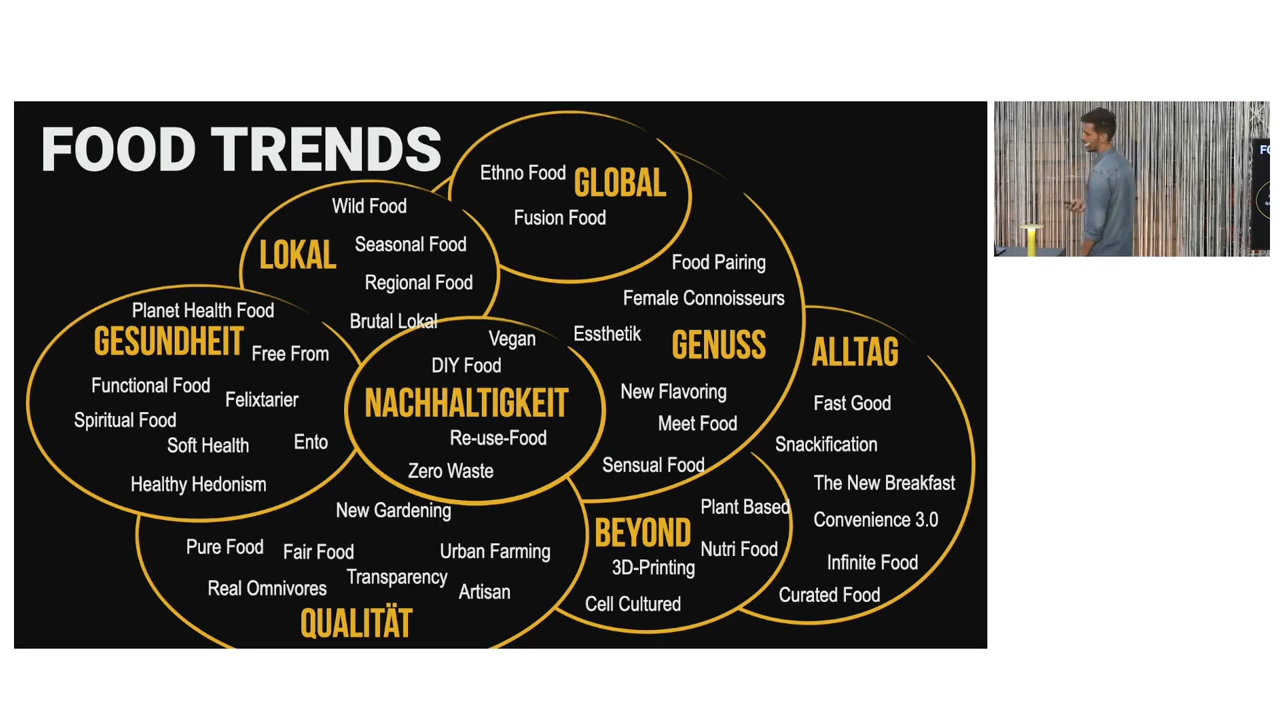 FOOD TRENDS
Ethno Food
GLOBAL
Fusion Food
Wild Food
LOKAL
Seasonal Food
Regional Food
Brutal Lokal
Food Pairing
Female Connoisseurs
Essthetik
GENUSS
New Flavoring
Meet Food
Sensual Food
Planet Health Food
GESUNDHEIT
Free From
Functional Food
Felixtarier
Spiritual Food
Soft Health
Ento
Healthy Hedonism
Vegan
DIY Food
NACHHALTIGKEIT
Re-use-Food
Zero Waste
ALLTAG
Fast Good
Snackification
The New Breakfast
Convenience 3.0
Infinite Food
Curated Food
New Gardening
Pure Food
Fair Food
Urban Farming
Transparency
Real Omnivores
Artisan
QUALITÄT
Plant Based
BEYOND
Nutri Food
3D-Printing
Cell Cultured